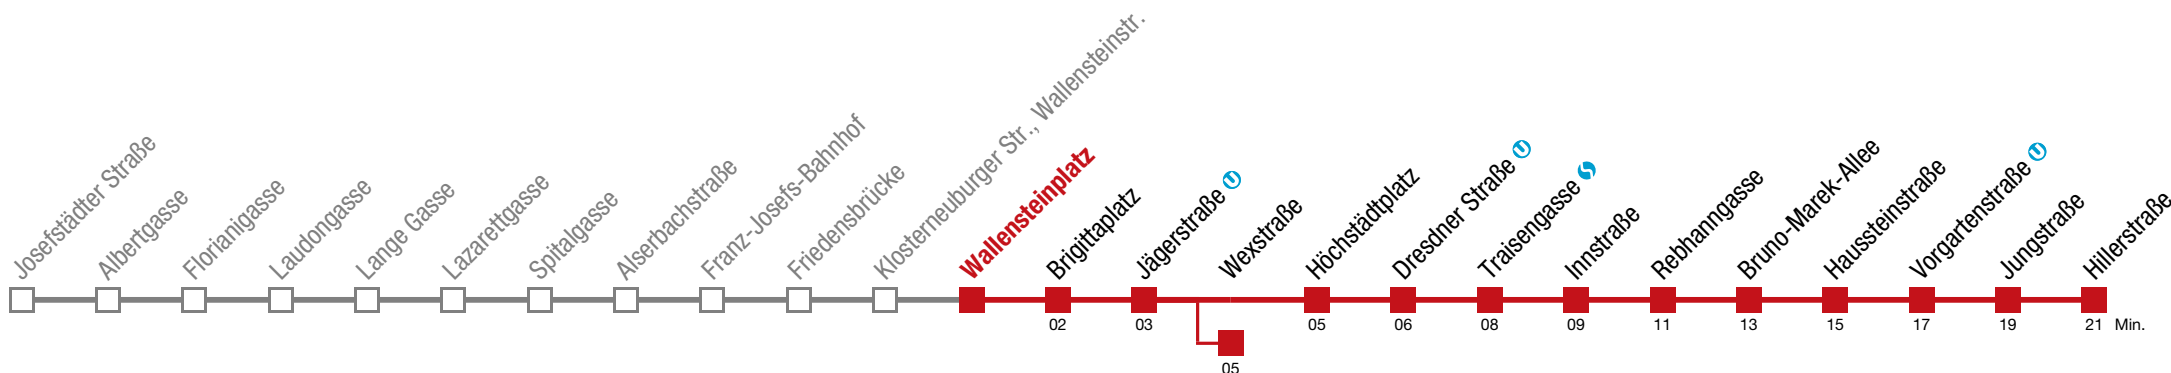 Josefstädter Straße
Albertgasse
Florianigasse
Laudongasse
Lange Gasse
Lazarettgasse
Spitalgasse
Alserbachstraße
Franz-Josefs-Bahnhof
Friedensbrücke
Klosterneuburger Str., Wallensteinstr.
Wallensteinplatz
Brigittaplatz
Jägerstraße U
Wexstraße
Höchstädtplatz
Dresdner Straße U
Traisengasse
Innstraße
Rebhanngasse
Bruno-Marek-Allee
Haussteinstraße
Vorgartenstraße U
Jungstraße
Hillerstraße
02 03 05 06 08 09 11 13 15 17 19 21 Min.
05